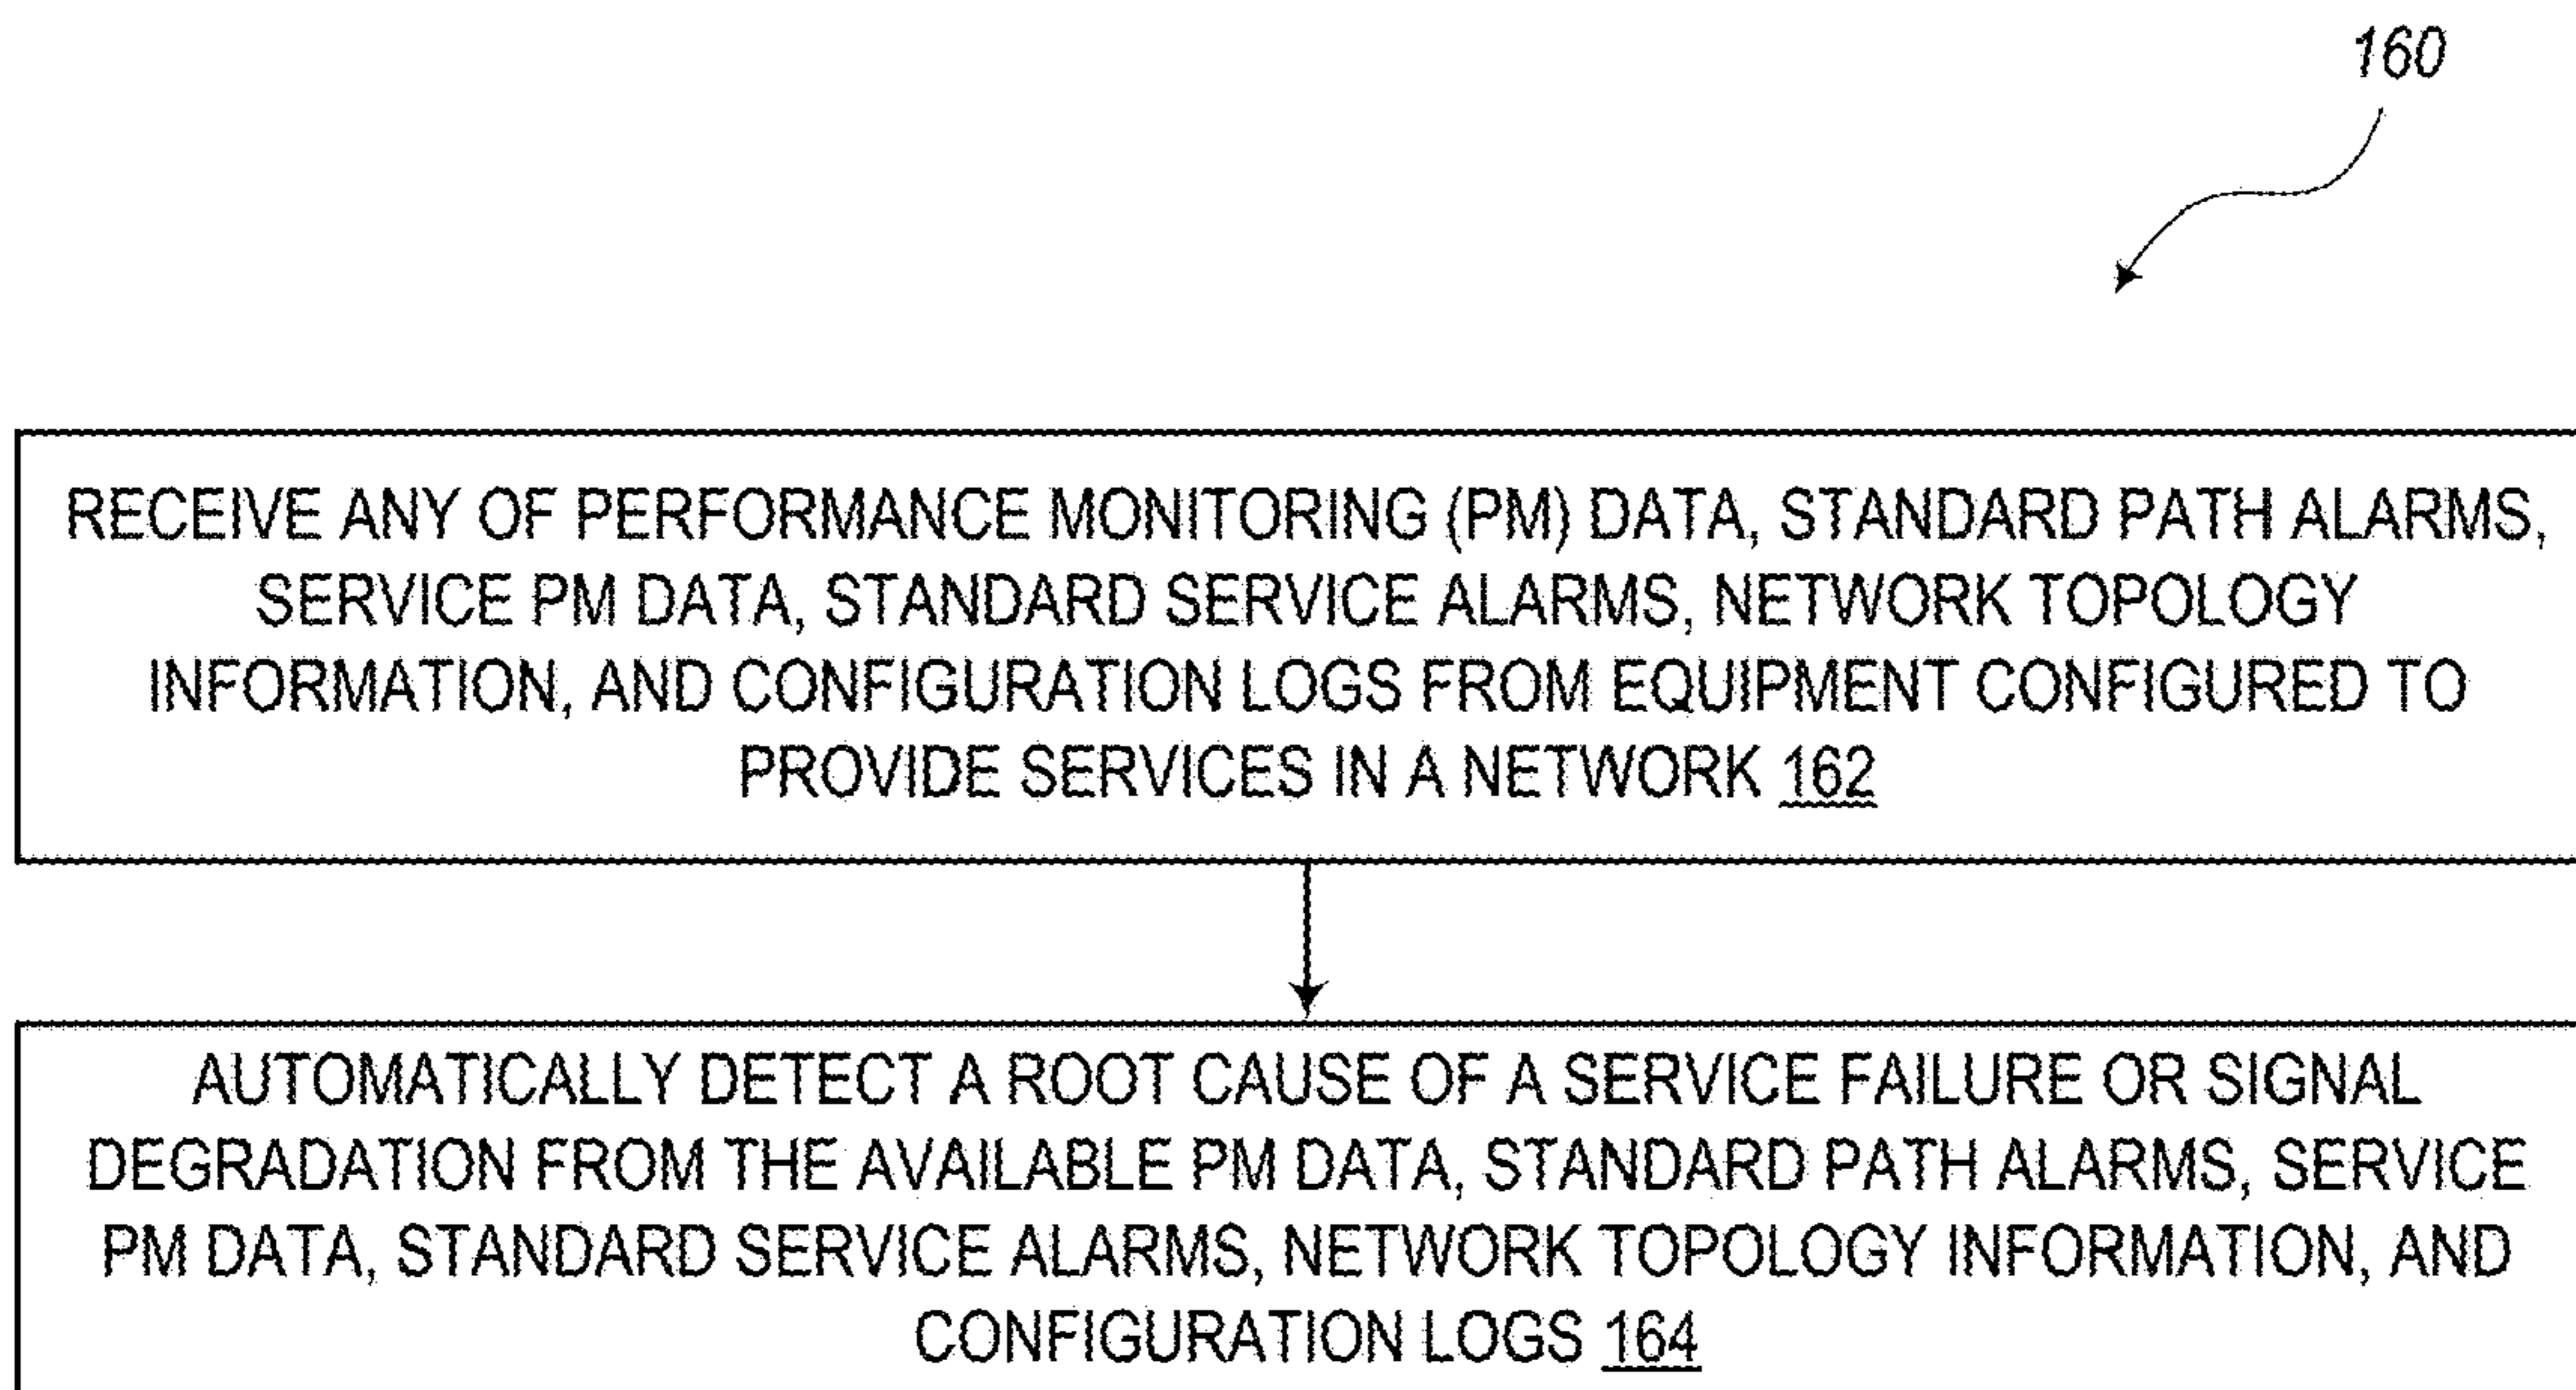 160
RECEIVE ANY OF PERFORMANCE MONITORING (PM) DATA, STANDARD PATH ALARMS,
SERVICE PM DATA, STANDARD SERVICE ALARMS, NETWORK TOPOLOGY
INFORMATION, AND CONFIGURATION LOGS FROM EQUIPMENT CONFIGURED TO
PROVIDE SERVICES IN A NETWORK 162
AUTOMATICALLY DETECT A ROOT CAUSE OF A SERVICE FAILURE OR SIGNAL
DEGRADATION FROM THE AVAILABLE PM DATA, STANDARD PATH ALARMS, SERVICE
PM DATA, STANDARD SERVICE ALARMS, NETWORK TOPOLOGY INFORMATION, AND
CONFIGURATION LOGS 164